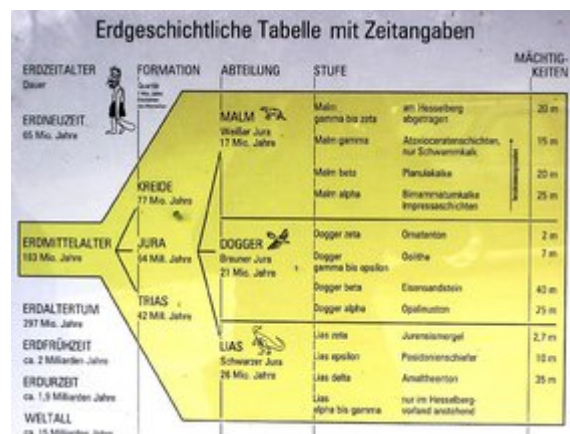 Erdgeschichtliche Tabelle mit Zeitangaben
ERDZEITALTER
Dauer
FORMATION
ABTEILUNG
STUFE
MÄCHTIG-
KEITEN
Quartär
ERDNEUZEIT
65 Mio. Jahre
ERDMITTELALTER
183 Mio. Jahre
ERDALTERTUM
297 Mio. Jahre
ERDFRÜHZEIT
ca. 2 Milliarden Jahre
ERDURZEIT
ca. 1,9 Milliarden Jahre
WELTALL
ca. 15 Milliarden Jahre
KREIDE
77 Mio. Jahre
JURA
64 Mill. Jahre
TRIAS
42 Mill. Jahre
MALM
Weißer Jura
17 Mio. Jahre
Malm
gamma bis zeta
am Hesselberg
abgetragen
20 m
Malm gamma
Ataxioceratenschichten,
nur Schwammkalk
15 m
Malm beta
Planulakalke
20 m
Malm alpha
Bimammatumkalke
Impressaschichten
25 m
DOGGER
Brauner Jura
21 Mio. Jahre
Dogger zeta
Ornatenton
2 m
Dogger
gamma bis epsilon
Oolithe
7 m
Dogger beta
Eisensandstein
40 m
Dogger alpha
Opalinuston
25 m
LIAS
Schwarzer Jura
26 Mio. Jahre
Lias zeta
Jurensismergel
2,7 m
Lias epsilon
Posidonienschiefer
10 m
Lias delta
Amaltheenton
35 m
Lias
alpha bis gamma
nur im Hesselberg-
vorland anstehend